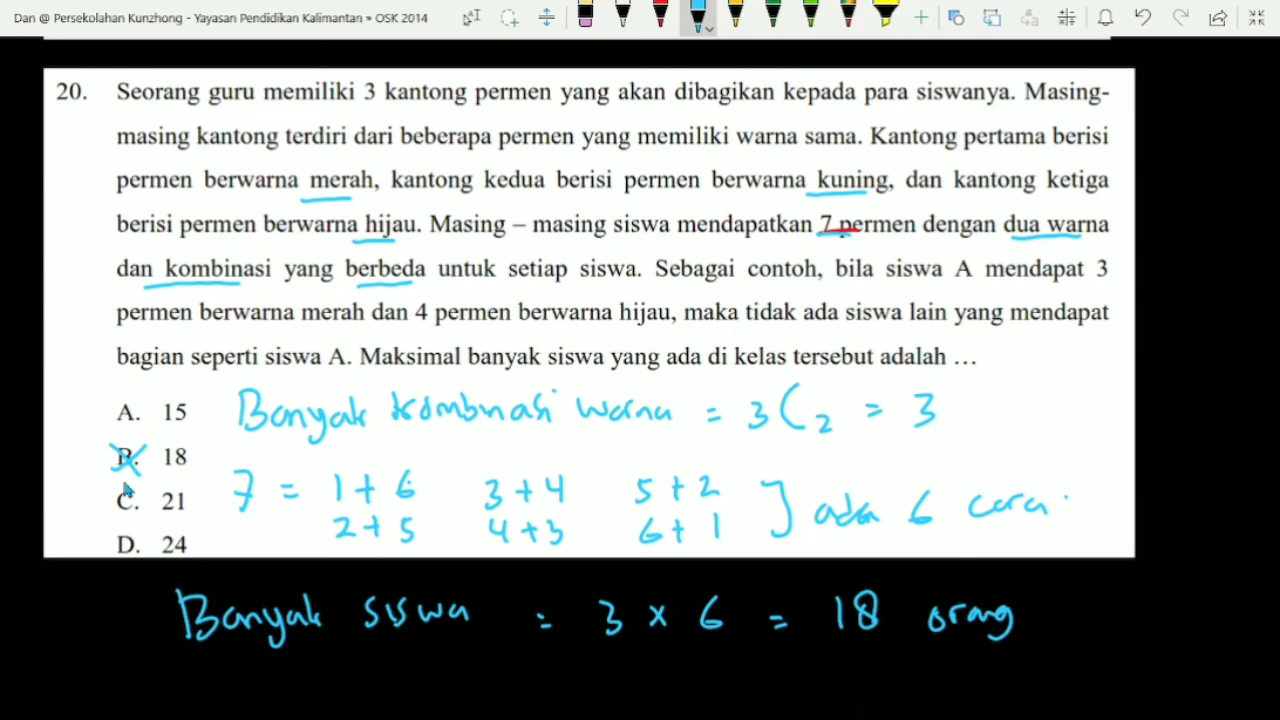 Dan @ Persekolahan Kunzhong - Yayasan Pendidikan Kalimantan » OSK 2014
20. Seorang guru memiliki 3 kantong permen yang akan dibagikan kepada para siswanya. Masing-
masing kantong terdiri dari beberapa permen yang memiliki warna sama. Kantong pertama berisi
permen berwarna merah, kantong kedua berisi permen berwarna kuning, dan kantong ketiga
berisi permen berwarna hijau. Masing – masing siswa mendapatkan 7 permen dengan dua warna
dan kombinasi yang berbeda untuk setiap siswa. Sebagai contoh, bila siswa A mendapat 3
permen berwarna merah dan 4 permen berwarna hijau, maka tidak ada siswa lain yang mendapat
bagian seperti siswa A. Maksimal banyak siswa yang ada di kelas tersebut adalah …
A. 15
Banyak kombinasi warna = 3C2 = 3
B. 18
7 = 1+6 3+4 5+2
C. 21
ada 6 cara
2+5 4+3 6+1
D. 24
Banyak siswa = 3 x 6 = 18 orang